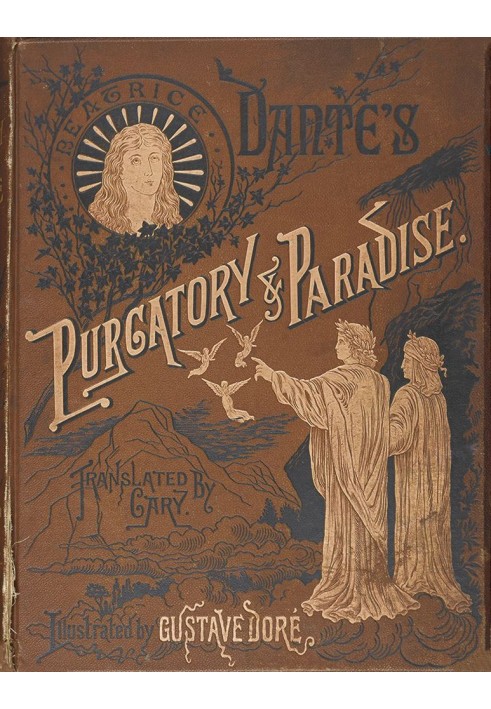 BEATRICE
DANTE'S
PURGATORY & PARADISE.
TRANSLATED BY
CARY.
Illustrated by GUSTAVE DORÉ.